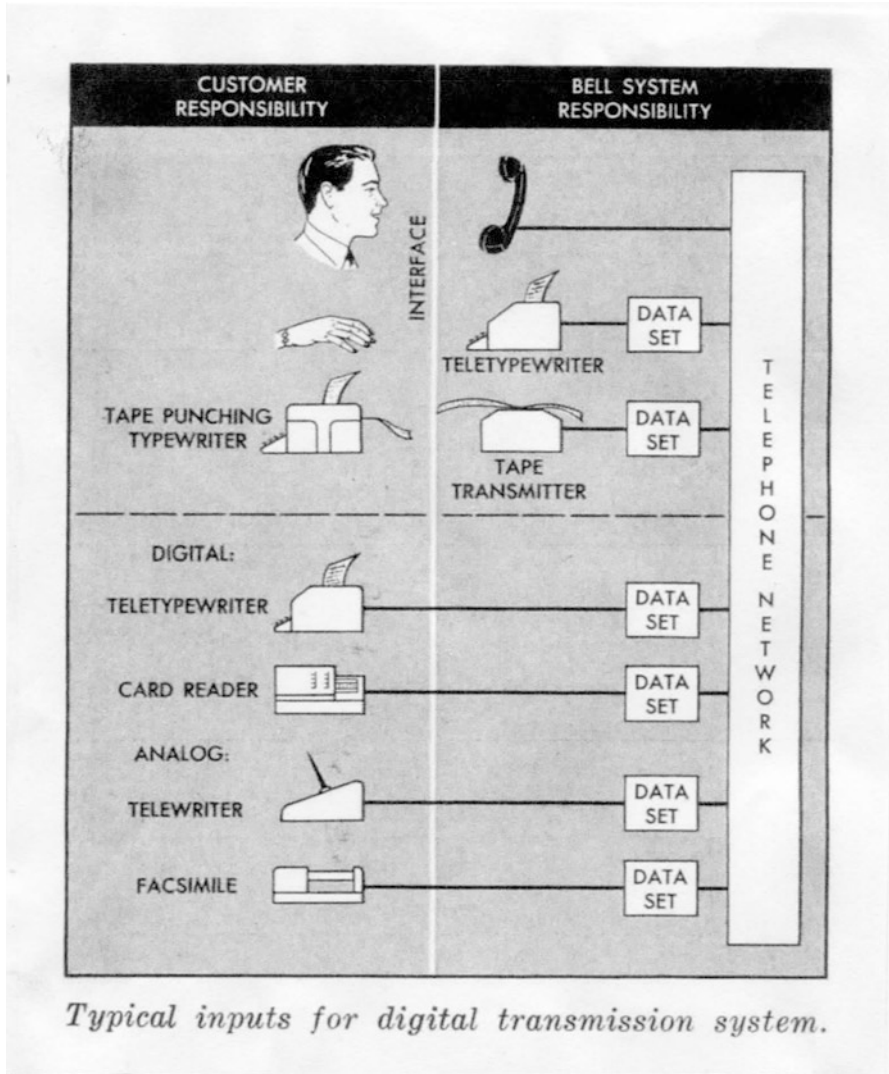 CUSTOMER
RESPONSIBILITY
BELL SYSTEM
RESPONSIBILITY
INTERFACE
TELETYPEWRITER
DATA
SET
TAPE PUNCHING
TYPEWRITER
TAPE
TRANSMITTER
DATA
SET
TELEPHONE NETWORK
DIGITAL:
TELETYPEWRITER
DATA
SET
CARD READER
DATA
SET
ANALOG:
TELEWRITER
DATA
SET
FACSIMILE
DATA
SET
Typical inputs for digital transmission system.